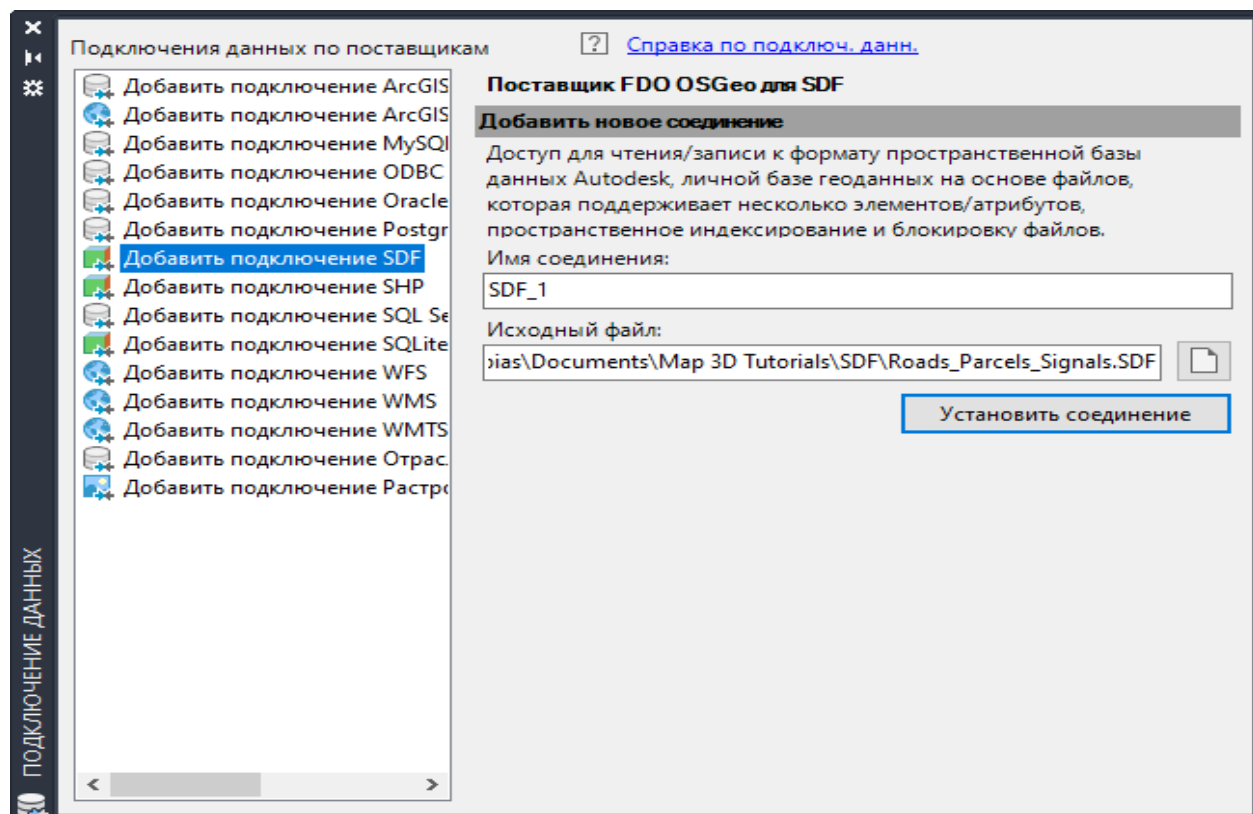 Подключения данных по поставщикам
? Справка по подключ. данн.
Добавить подключение ArcGIS
Добавить подключение ArcGIS
Добавить подключение MySQl
Добавить подключение ODBC
Добавить подключение Oracle
Добавить подключение Postgr
Добавить подключение SDF
Добавить подключение SHP
Добавить подключение SQL Se
Добавить подключение SQLite
Добавить подключение WFS
Добавить подключение WMS
Добавить подключение WMTS
Добавить подключение Отрас.
Добавить подключение Растро
Поставщик FDO OSGeo для SDF
Добавить новое соединение
Доступ для чтения/записи к формату пространственной базы
данных Autodesk, личной базе геоданных на основе файлов,
которая поддерживает несколько элементов/атрибутов,
пространственное индексирование и блокировку файлов.
Имя соединения:
SDF_1
Исходный файл:
ias\Documents\Map 3D Tutorials\SDF\Roads_Parcels_Signals.SDF
Установить соединение
ПОДКЛЮЧЕНИЕ ДАННЫХ